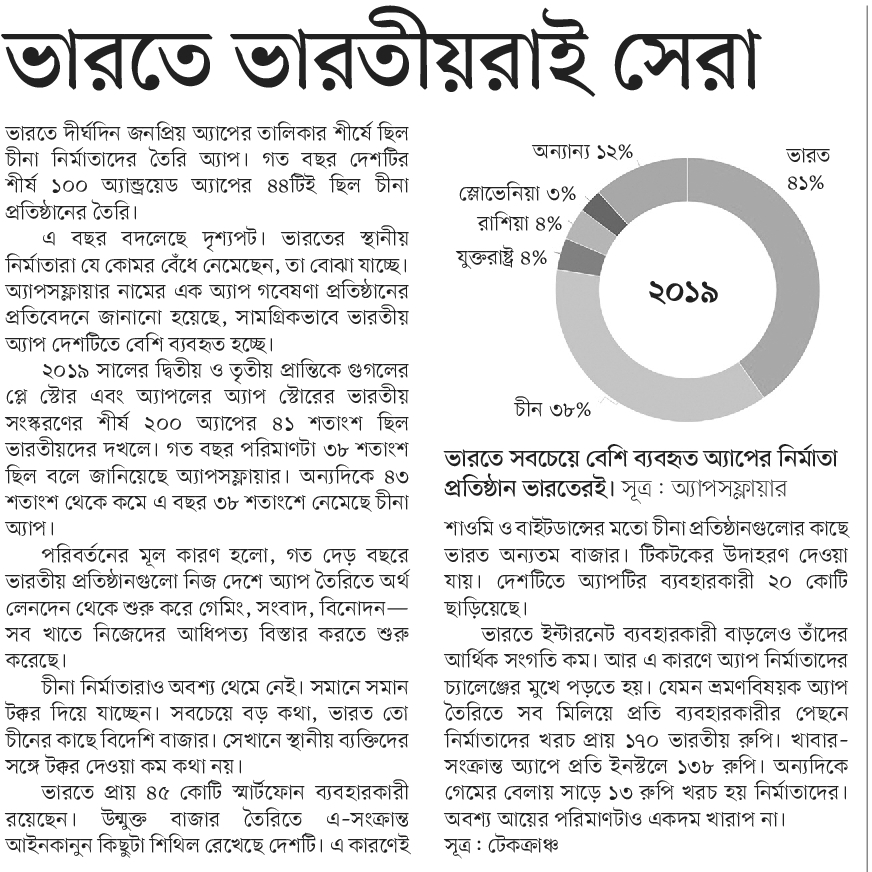 ভারতে ভারতীয়রাই সেরা
ভারতে দীর্ঘদিন জনপ্রিয় অ্যাপের তালিকার শীর্ষে ছিল
চীনা নির্মাতাদের তৈরি অ্যাপ। গত বছর দেশটির
শীর্ষ ১০০ অ্যান্ড্রয়েড অ্যাপের ৪৪টিই ছিল চীনা
প্রতিষ্ঠানের তৈরি।
এ বছর বদলেছে দৃশ্যপট। ভারতের স্থানীয়
নির্মাতারা যে কোমর বেঁধে নেমেছেন, তা বোঝা যাচ্ছে।
অ্যাপসফ্লায়ার নামের এক অ্যাপ গবেষণা প্রতিষ্ঠানের
প্রতিবেদনে জানানো হয়েছে, সামগ্রিকভাবে ভারতীয়
অ্যাপ দেশটিতে বেশি ব্যবহৃত হচ্ছে।
২০১৯ সালের দ্বিতীয় ও তৃতীয় প্রান্তিকে গুগলের
প্লে স্টোর এবং অ্যাপলের অ্যাপ স্টোরের ভারতীয়
সংস্করণের শীর্ষ ২০০ অ্যাপের ৪১ শতাংশ ছিল
ভারতীয়দের দখলে। গত বছর পরিমাণটা ৩৮ শতাংশ
ছিল বলে জানিয়েছে অ্যাপসফ্লায়ার। অন্যদিকে ৪৩
শতাংশ থেকে কমে এ বছর ৩৮ শতাংশে নেমেছে চীনা
অ্যাপ।
পরিবর্তনের মূল কারণ হলো, গত দেড় বছরে
ভারতীয় প্রতিষ্ঠানগুলো নিজ দেশে অ্যাপ তৈরিতে অর্থ
লেনদেন থেকে শুরু করে গেমিং, সংবাদ, বিনোদন—
সব খাতে নিজেদের আধিপত্য বিস্তার করতে শুরু
করেছে।
চীনা নির্মাতারাও অবশ্য থেমে নেই। সমানে সমান
টক্কর দিয়ে যাচ্ছেন। সবচেয়ে বড় কথা, ভারত তো
চীনের কাছে বিদেশি বাজার। সেখানে স্থানীয় ব্যক্তিদের
সঙ্গে টক্কর দেওয়া কম কথা নয়।
ভারতে প্রায় ৪৫ কোটি স্মার্টফোন ব্যবহারকারী
রয়েছেন। উন্মুক্ত বাজার তৈরিতে এ-সংক্রান্ত
আইনকানুন কিছুটা শিথিল রেখেছে দেশটি। এ কারণেই
অন্যান্য ১২%
ভারত
৪১%
স্লোভেনিয়া ৩%
রাশিয়া ৪%
যুক্তরাষ্ট্র ৪%
২০১৯
চীন ৩৮%
ভারতে সবচেয়ে বেশি ব্যবহৃত অ্যাপের নির্মাতা
প্রতিষ্ঠান ভারতেরই। সূত্র : অ্যাপসফ্লায়ার
শাওমি ও বাইটডান্সের মতো চীনা প্রতিষ্ঠানগুলোর কাছে
ভারত অন্যতম বাজার। টিকটকের উদাহরণ দেওয়া
যায়। দেশটিতে অ্যাপটির ব্যবহারকারী ২০ কোটি
ছাড়িয়েছে।
ভারতে ইন্টারনেট ব্যবহারকারী বাড়লেও তাঁদের
আর্থিক সংগতি কম। আর এ কারণে অ্যাপ নির্মাতাদের
চ্যালেঞ্জের মুখে পড়তে হয়। যেমন ভ্রমণবিষয়ক অ্যাপ
তৈরিতে সব মিলিয়ে প্রতি ব্যবহারকারীর পেছনে
নির্মাতাদের খরচ প্রায় ১৭০ ভারতীয় রুপি। খাবার-
সংক্রান্ত অ্যাপে প্রতি ইনস্টলে ১৩৮ রুপি। অন্যদিকে
গেমের বেলায় সাড়ে ১৩ রুপি খরচ হয় নির্মাতাদের।
অবশ্য আয়ের পরিমাণটাও একদম খারাপ না।
সূত্র : টেকক্রাঞ্চ